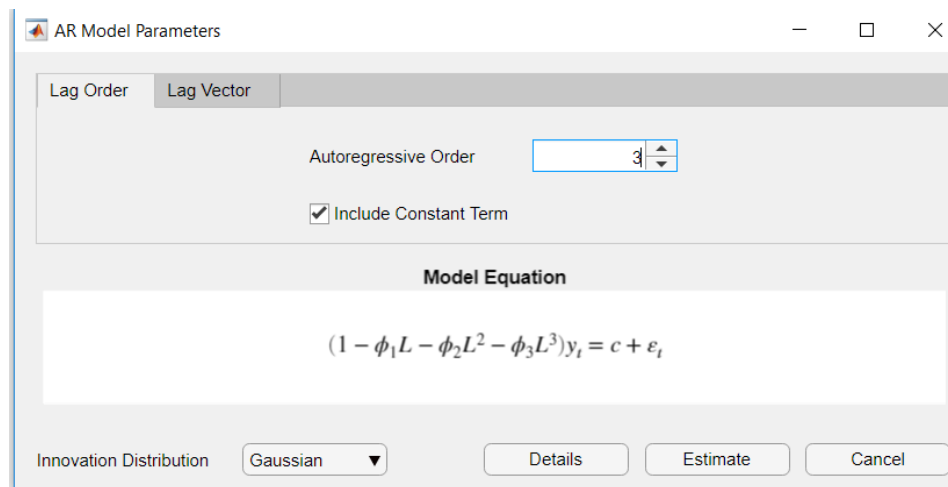 AR Model Parameters
Lag Order Lag Vector
Autoregressive Order 3
Include Constant Term
Model Equation
(1 − ϕ₁L − ϕ₂L² − ϕ₃L³)yₜ = c + εₜ
Innovation Distribution Gaussian Details Estimate Cancel